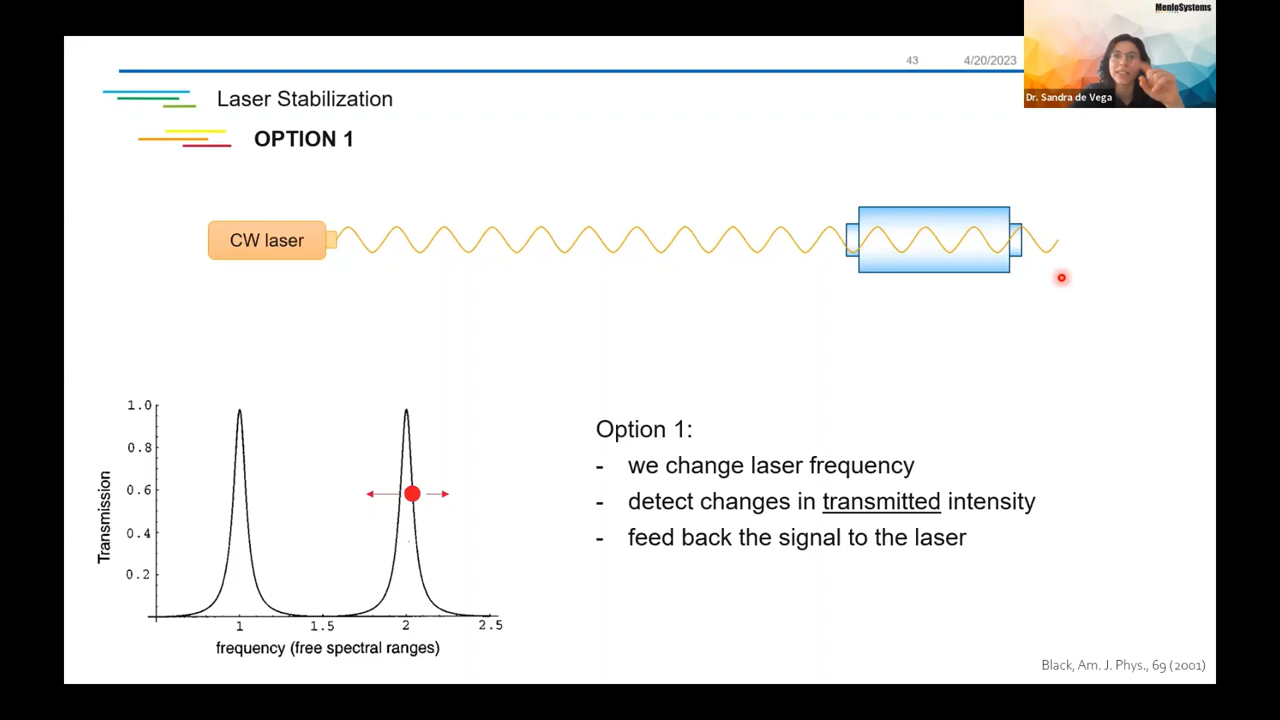 MenloSystems
43 4/20/2023
Dr. Sandra de Vega
Laser Stabilization
OPTION 1
CW laser
1.0
0.8
0.6
0.4
0.2
Transmission
1 1.5 2 2.5
frequency (free spectral ranges)
Option 1:
- we change laser frequency
- detect changes in transmitted intensity
- feed back the signal to the laser
Black, Am. J. Phys., 69 (2001)